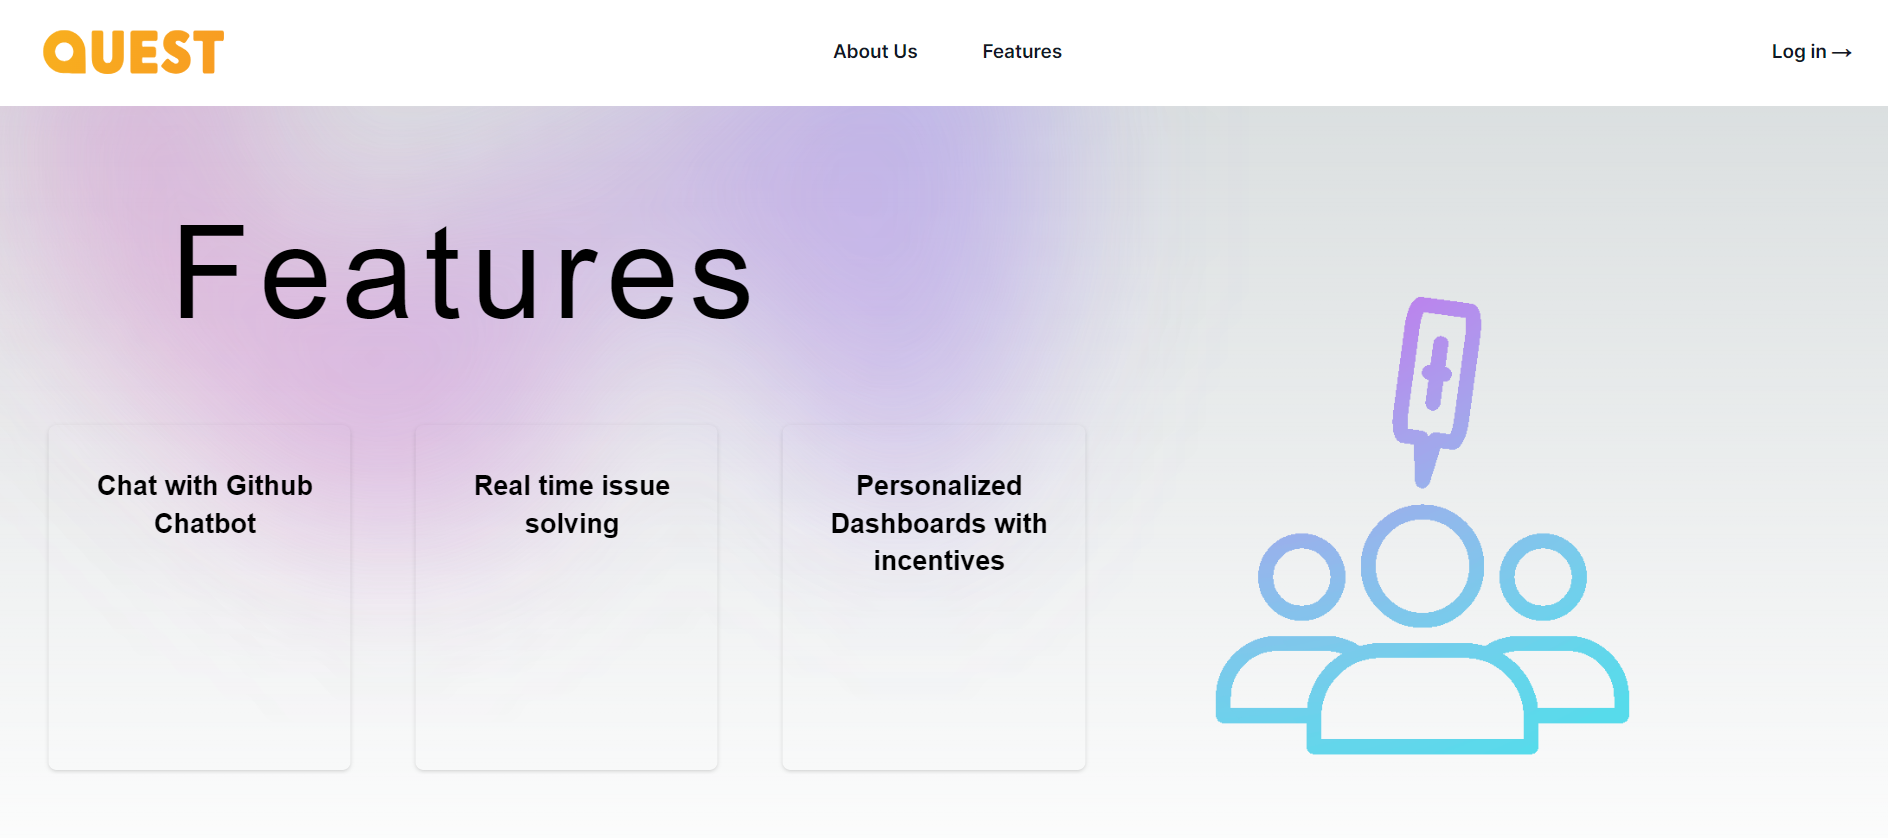 QUEST
About Us
Features
Log in →
Features
Chat with Github
Chatbot
Real time issue
solving
Personalized
Dashboards with
incentives